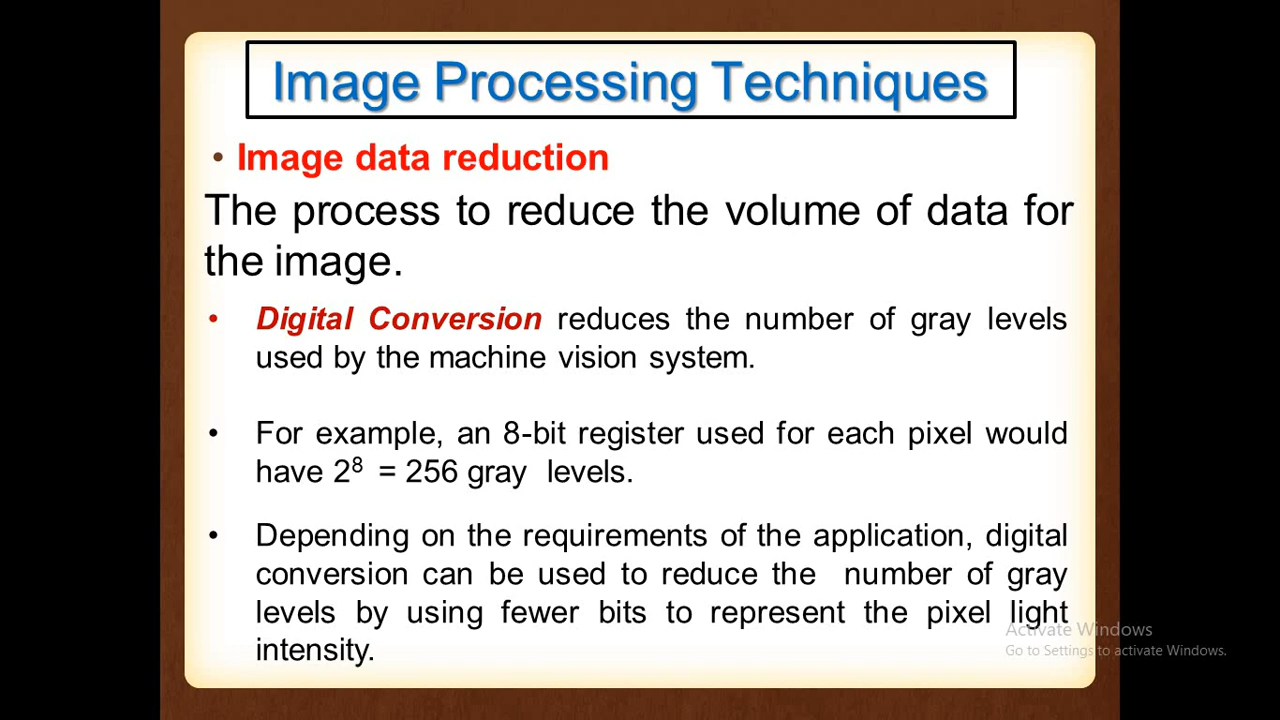 Image Processing Techniques
• Image data reduction
The process to reduce the volume of data for
the image.
• Digital Conversion reduces the number of gray levels
used by the machine vision system.
• For example, an 8-bit register used for each pixel would
have 2⁸ = 256 gray levels.
• Depending on the requirements of the application, digital
conversion can be used to reduce the number of gray
levels by using fewer bits to represent the pixel light
intensity.
Activate Windows
Go to Settings to activate Windows.